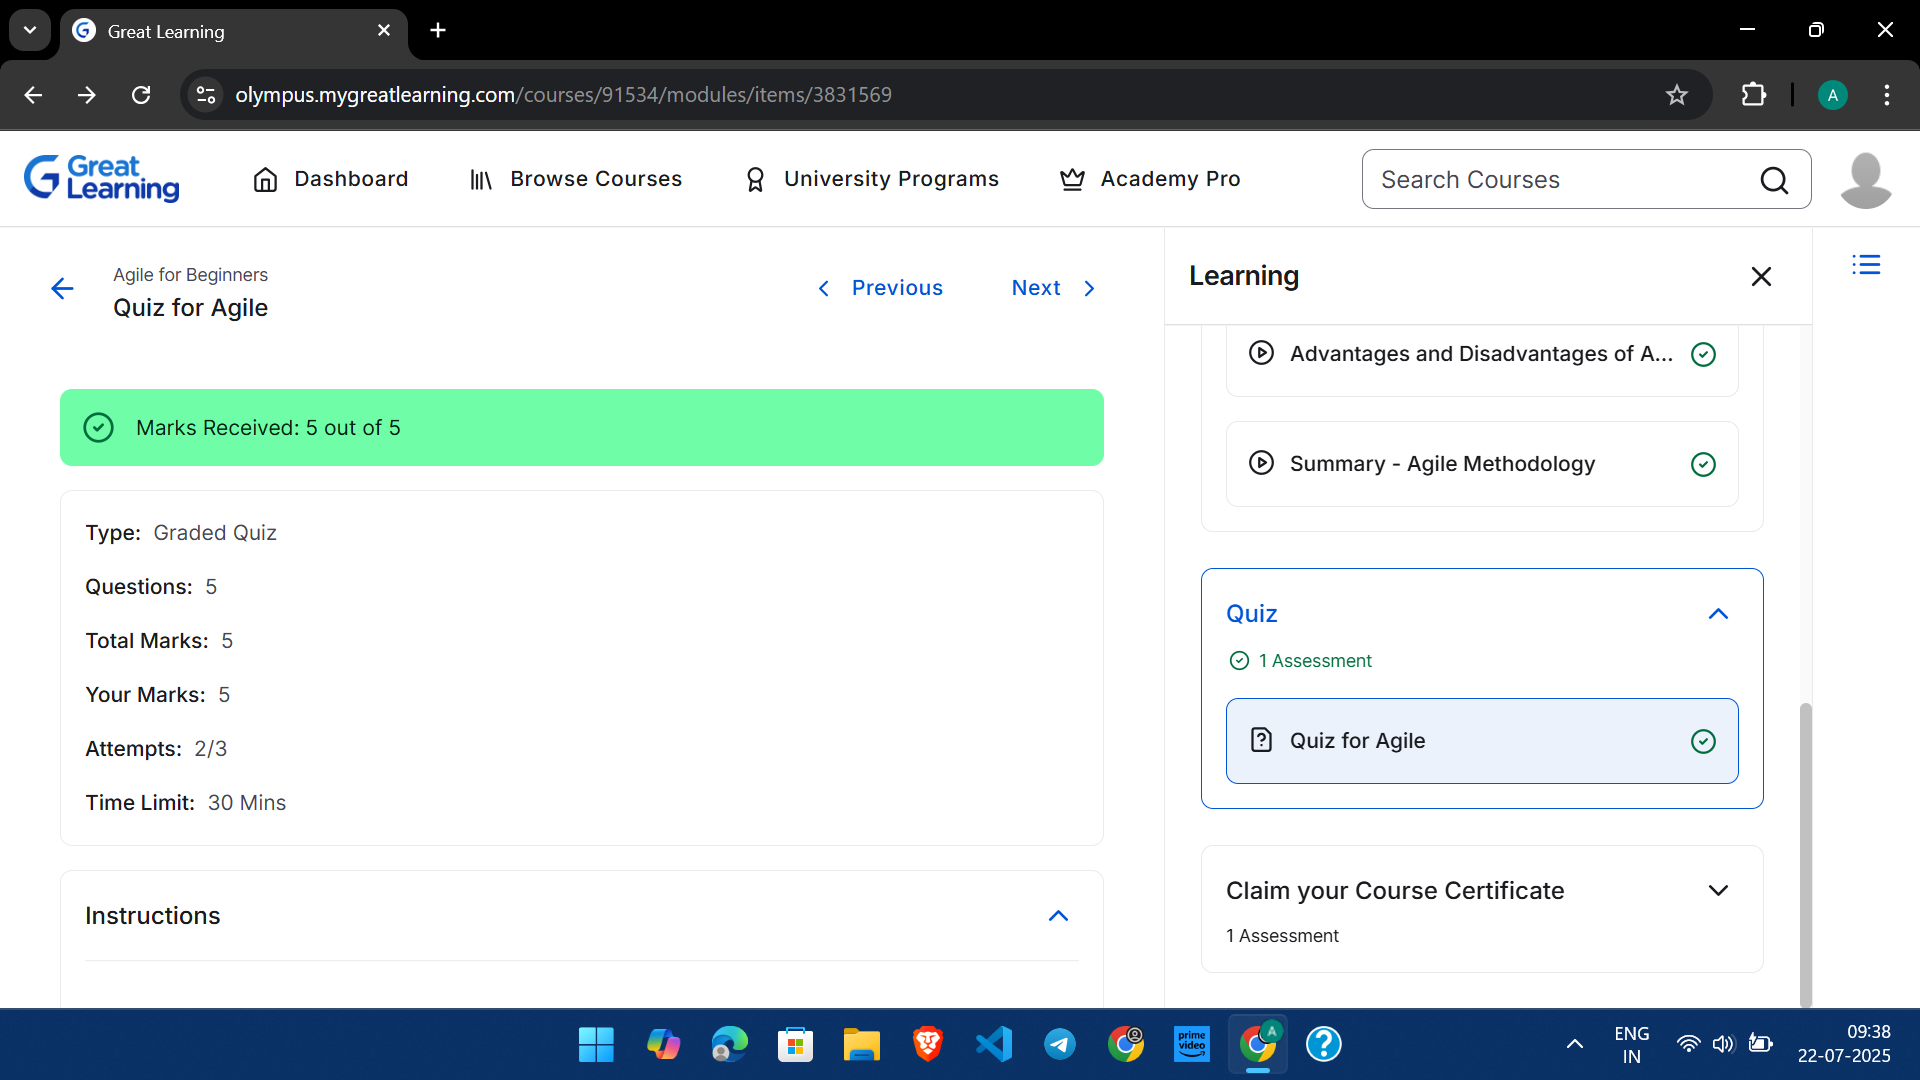 Great Learning
olympus.mygreatlearning.com/courses/91534/modules/items/3831569
A
Great
Learning
Dashboard
Browse Courses
University Programs
Academy Pro
Search Courses
Agile for Beginners
Quiz for Agile
Previous
Next
Marks Received: 5 out of 5
Type: Graded Quiz
Questions: 5
Total Marks: 5
Your Marks: 5
Attempts: 2/3
Time Limit: 30 Mins
Instructions
Learning
Advantages and Disadvantages of A...
Summary - Agile Methodology
Quiz
1 Assessment
Quiz for Agile
Claim your Course Certificate
1 Assessment
prime
video
A
ENG
IN
09:38
22-07-2025